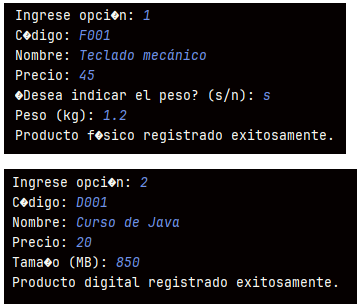 Ingrese opci�n: 1
C�digo: F001
Nombre: Teclado mecánico
Precio: 45
�Desea indicar el peso? (s/n): s
Peso (kg): 1.2
Producto f�sico registrado exitosamente.
Ingrese opci�n: 2
C�digo: D001
Nombre: Curso de Java
Precio: 20
Tama�o (MB): 850
Producto digital registrado exitosamente.